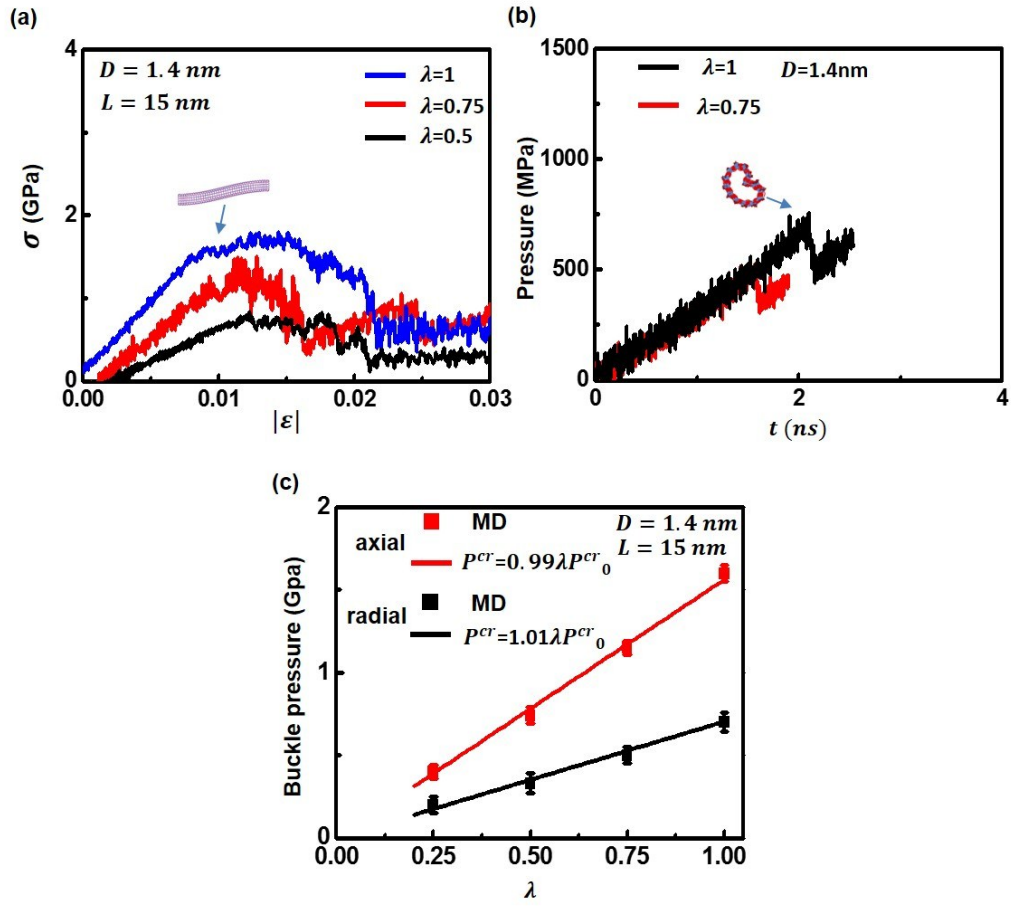 (a)
4
D = 1.4 nm
L = 15 nm
λ=1
λ=0.75
λ=0.5
σ (GPa)
2
0
0.00
0.01
0.02
0.03
|ε|
(b)
1500
λ=1
D=1.4nm
λ=0.75
Pressure (MPa)
1000
500
0
0
2
4
t (ns)
(c)
2
D = 1.4 nm
L = 15 nm
MD
axial
P^cr=0.99λP^cr_0
MD
radial
P^cr=1.01λP^cr_0
Buckle pressure (Gpa)
1
0
0.00
0.25
0.50
0.75
1.00
λ